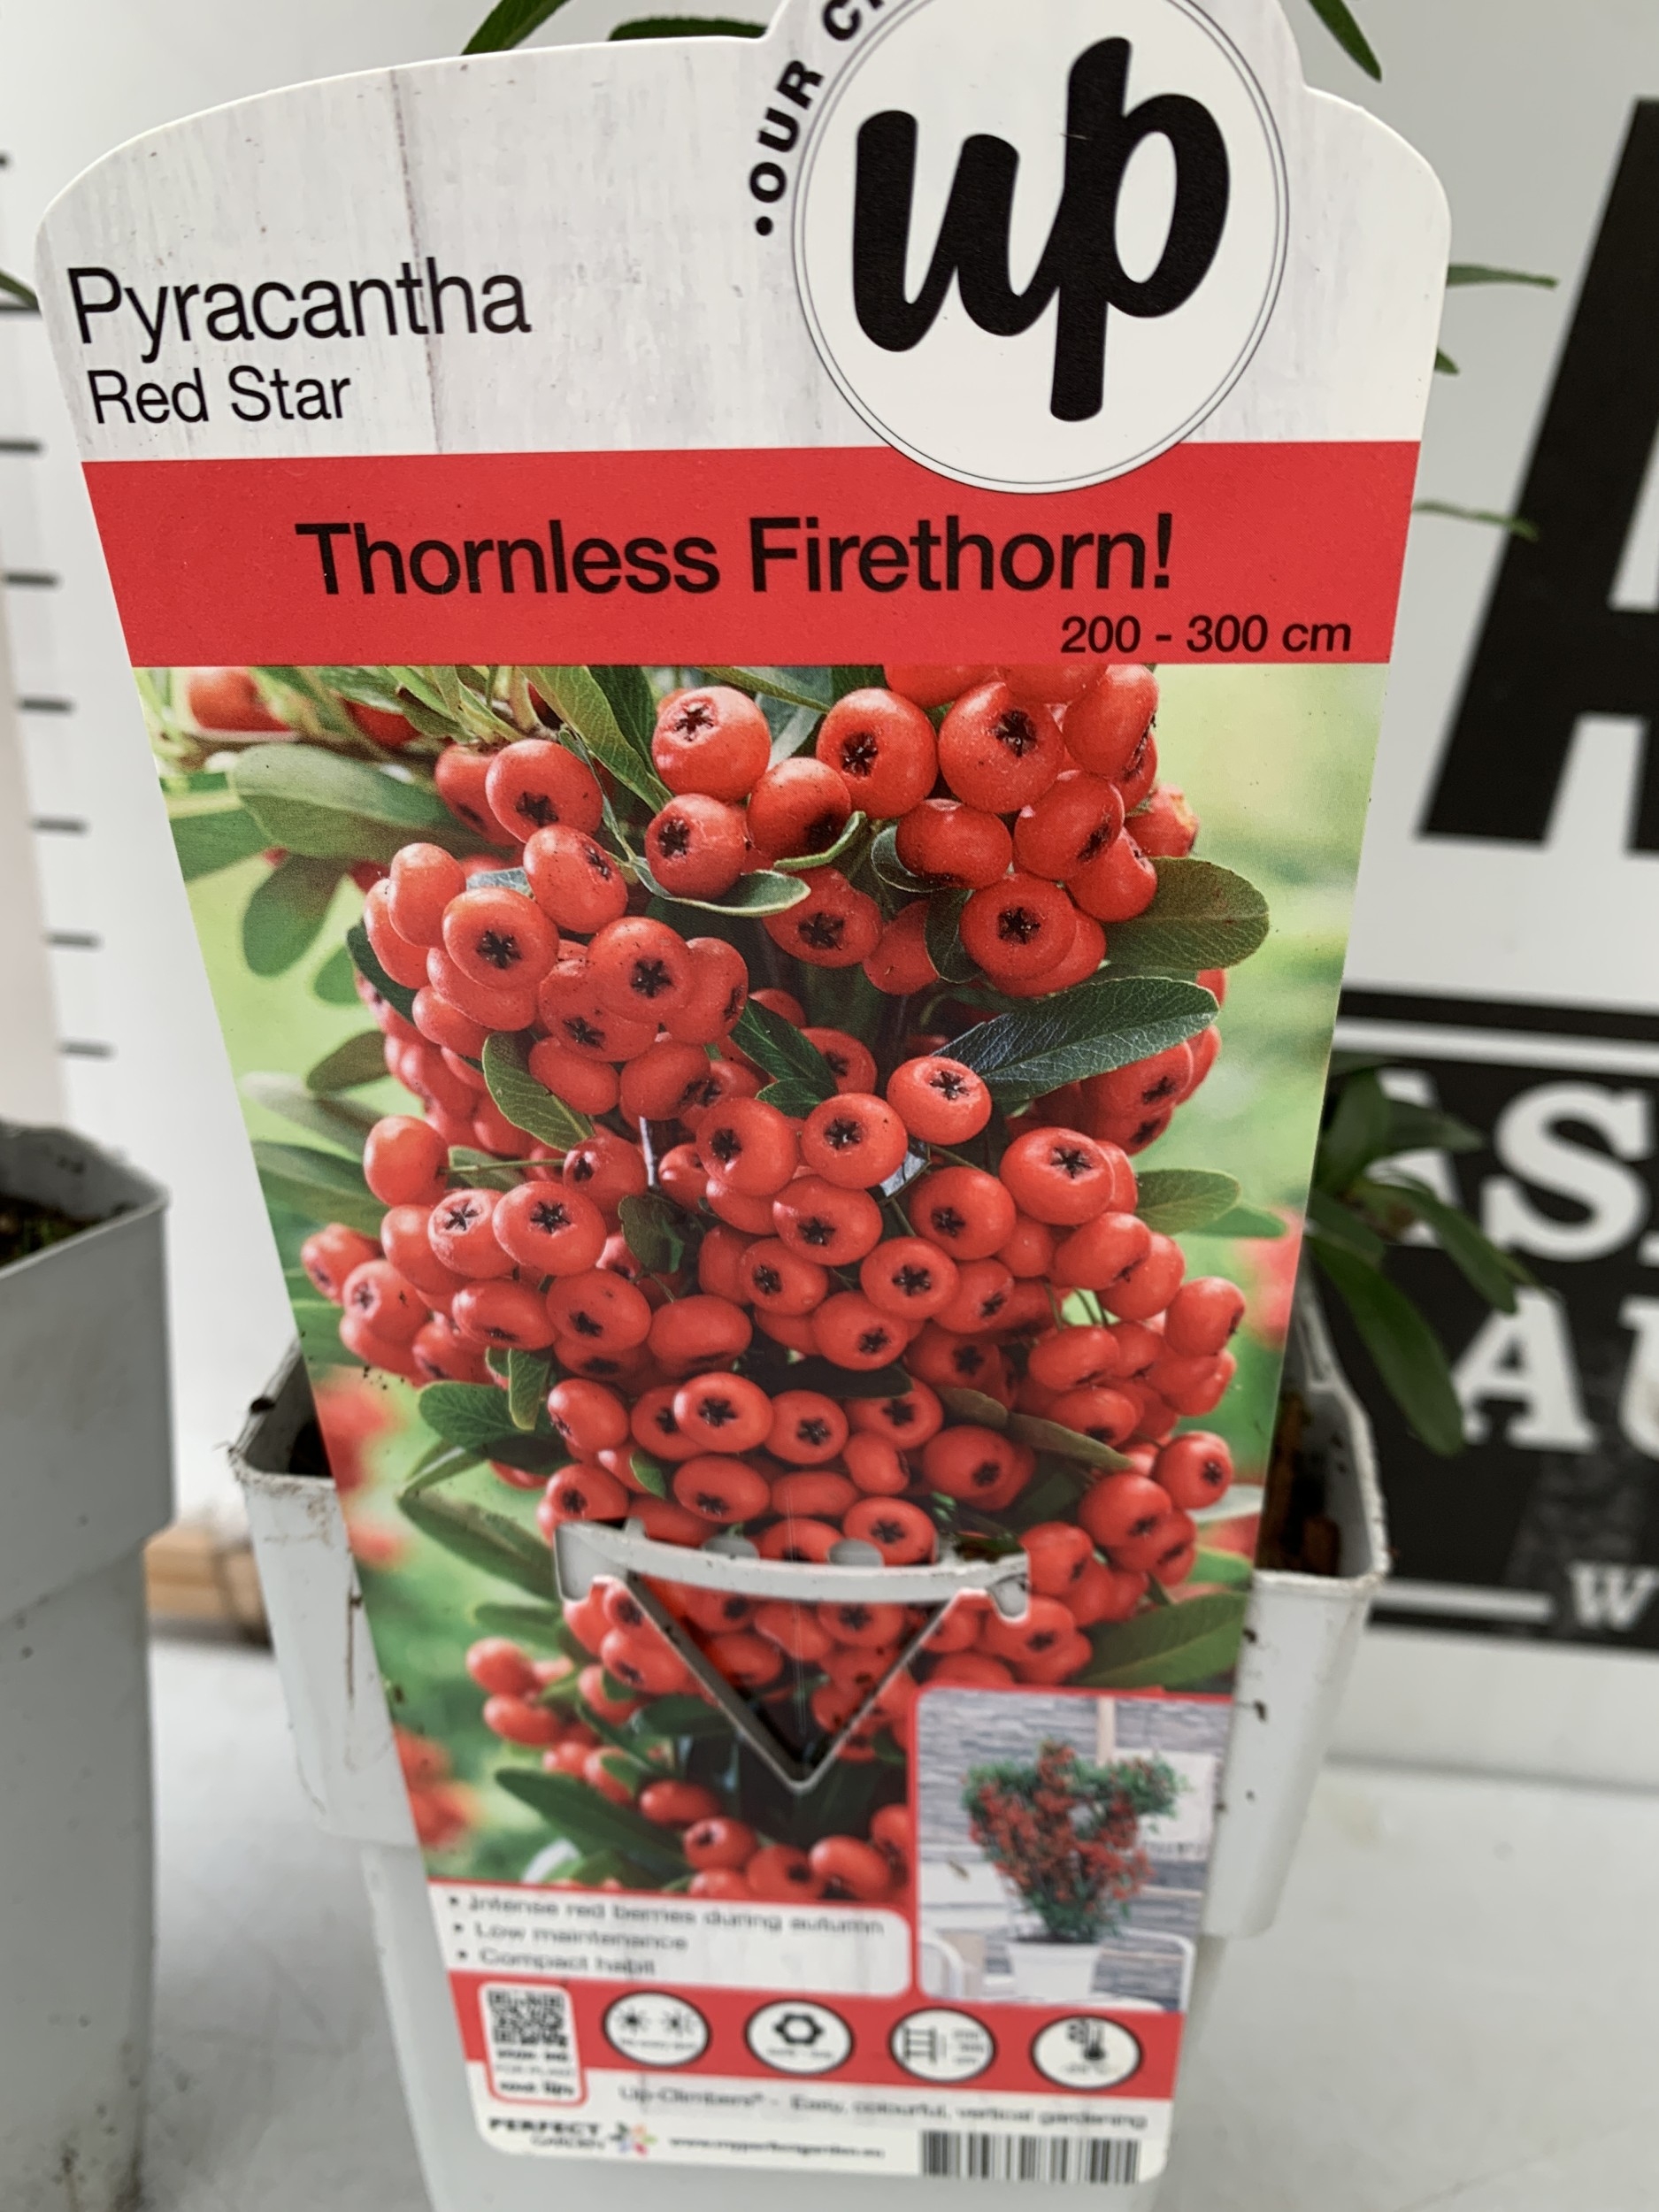 •OUR
up
Pyracantha
Red Star
Thornless Firethorn!
200 - 300 cm
• Intense red berries during autumn
• Low maintenance
• Compact habit
Up-Climbers® - Easy, colourful, vertical gardening
PERFECT
GARDEN
W